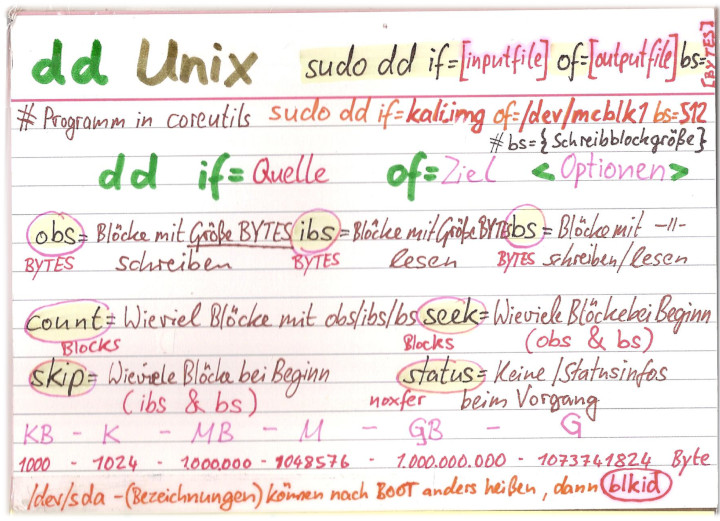 dd Unix sudo dd if=[inputfile] of=[outputfile] bs=[BYTES]
# Programm in coreutils sudo dd if=kali.img of=/dev/mcblk1 bs=512
# bs={Schreibblockgröße}
dd if=Quelle of=Ziel <Optionen>
obs= Blöcke mit Größe BYTES ibs = Blöcke mit Größe BYTES bs = Blöcke mit -||-
BYTES schreiben BYTES lesen BYTES schreiben/lesen
count= Wieviel Blöcke mit obs/ibs/bs seek= Wieviele Blöcke bei Beginn
Blocks Blocks (obs & bs)
skip= Wieviele Blöcke bei Beginn status= Keine /Statusinfos
(ibs & bs) noxfer beim Vorgang
KB - K - MB - M - GB - G
1000 - 1024 - 1.000.000 - 1048576 - 1.000.000.000 - 1073741824 Byte
/dev/sda -(Bezeichnungen) können nach BOOT anders heißen, dann blkid